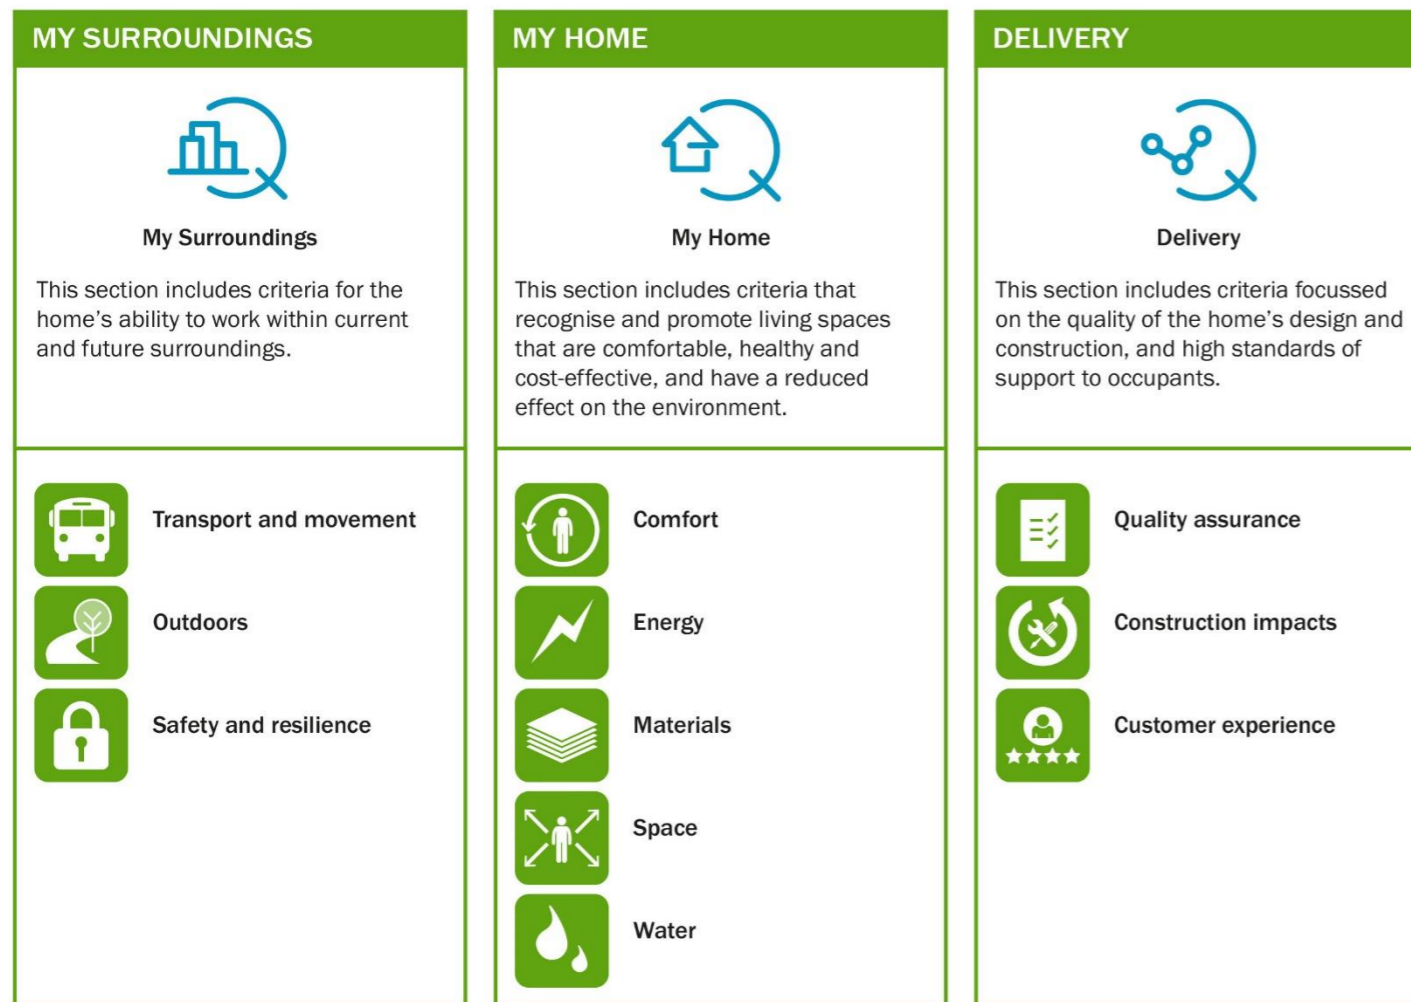 MY SURROUNDINGS
My Surroundings
This section includes criteria for the
home’s ability to work within current
and future surroundings.
Transport and movement
Outdoors
Safety and resilience
MY HOME
My Home
This section includes criteria that
recognise and promote living spaces
that are comfortable, healthy and
cost-effective, and have a reduced
effect on the environment.
Comfort
Energy
Materials
Space
Water
DELIVERY
Delivery
This section includes criteria focussed
on the quality of the home’s design and
construction, and high standards of
support to occupants.
Quality assurance
Construction impacts
Customer experience